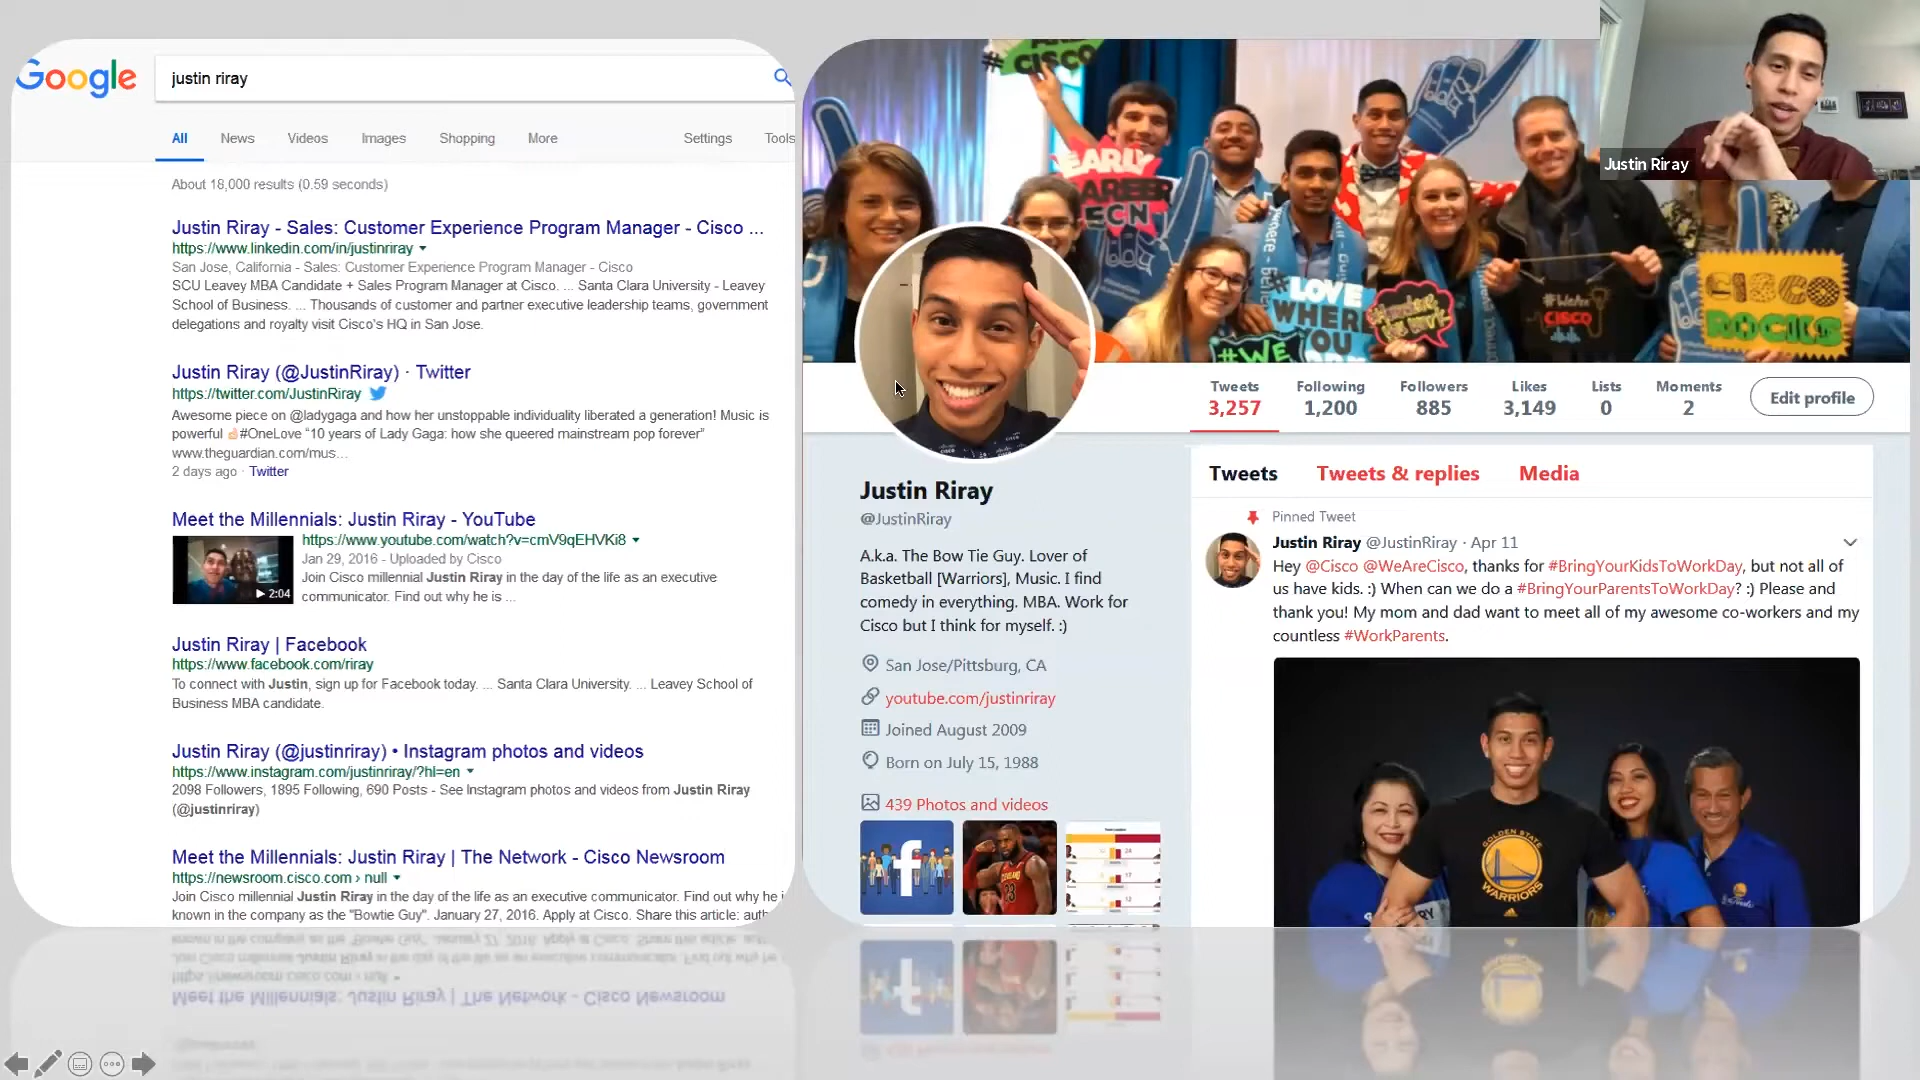 Google
justin riray
All News Videos Images Shopping More Settings Tools
About 18,000 results (0.59 seconds)
Justin Riray - Sales: Customer Experience Program Manager - Cisco ...
https://www.linkedin.com/in/justinriray
San Jose, California - Sales: Customer Experience Program Manager - Cisco
SCU Leavey MBA Candidate + Sales Program Manager at Cisco. ... Santa Clara University - Leavey
School of Business. ... Thousands of customer and partner executive leadership teams, government
delegations and royalty visit Cisco's HQ in San Jose.
Justin Riray (@JustinRiray) · Twitter
https://twitter.com/JustinRiray
Awesome piece on @ladygaga and how her unstoppable individuality liberated a generation! Music is
powerful 👌🏻#OneLove "10 years of Lady Gaga: how she queered mainstream pop forever"
www.theguardian.com/mus...
2 days ago · Twitter
Meet the Millennials: Justin Riray - YouTube
https://www.youtube.com/watch?v=cmV9qEHVKi8
Jan 29, 2016 - Uploaded by Cisco
Join Cisco millennial Justin Riray in the day of the life as an executive
communicator. Find out why he is ...
2:04
Justin Riray | Facebook
https://www.facebook.com/riray
To connect with Justin, sign up for Facebook today. ... Santa Clara University. ... Leavey School of
Business MBA candidate.
Justin Riray (@justinriray) • Instagram photos and videos
https://www.instagram.com/justinriray/?hl=en
2098 Followers, 1895 Following, 690 Posts - See Instagram photos and videos from Justin Riray
(@justinriray)
Meet the Millennials: Justin Riray | The Network - Cisco Newsroom
https://newsroom.cisco.com › null
Join Cisco millennial Justin Riray in the day of the life as an executive communicator. Find out why he i
known in the company as the "Bowtie Guy". January 27, 2016. Apply at Cisco. Share this article: auth
# CISCO
EARLY
CAREER
ECN
#LOVE
WHERE
YOU
#WE
#WeAre
CISCO
CISCO
ROCKS
Justin Riray
Tweets Following Followers Likes Lists Moments
3,257 1,200 885 3,149 0 2
Edit profile
Justin Riray
@JustinRiray
A.k.a. The Bow Tie Guy. Lover of
Basketball [Warriors], Music. I find
comedy in everything. MBA. Work for
Cisco but I think for myself. :)
San Jose/Pittsburg, CA
youtube.com/justinriray
Joined August 2009
Born on July 15, 1988
439 Photos and videos
Tweets Tweets & replies Media
Pinned Tweet
Justin Riray @JustinRiray · Apr 11
Hey @Cisco @WeAreCisco, thanks for #BringYourKidsToWorkDay, but not all of
us have kids. :) When can we do a #BringYourParentsToWorkDay? :) Please and
thank you! My mom and dad want to meet all of my awesome co-workers and my
countless #WorkParents.
GOLDEN STATE
WARRIORS